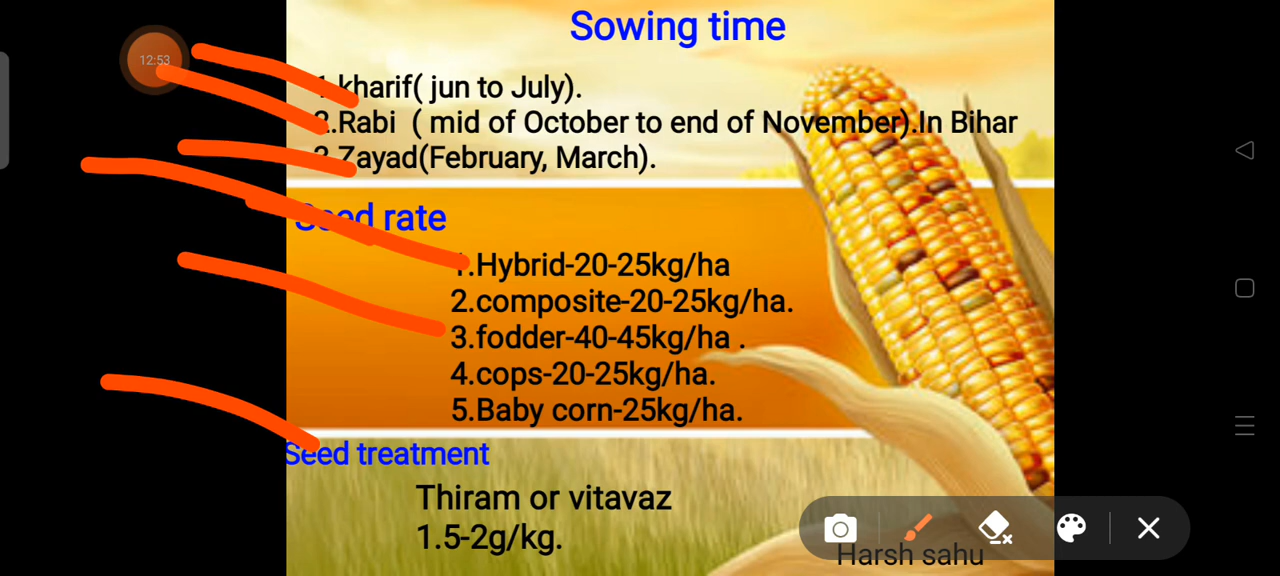 12:53
Sowing time
1.kharif( jun to July).
2.Rabi ( mid of October to end of November).In Bihar
3.Zayad(February, March).
Seed rate
1.Hybrid-20-25kg/ha
2.composite-20-25kg/ha.
3.fodder-40-45kg/ha .
4.cops-20-25kg/ha.
5.Baby corn-25kg/ha.
Seed treatment
Thiram or vitavaz
1.5-2g/kg.
Harsh sahu